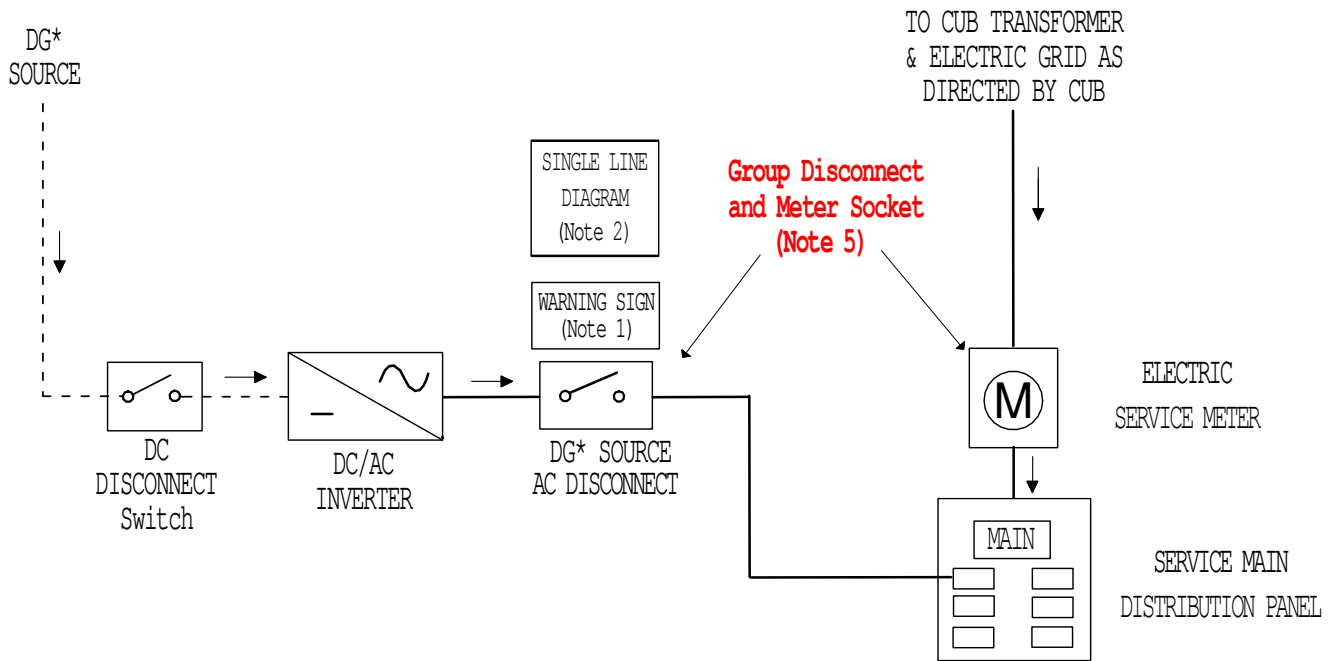 DG*
SOURCE
TO CUB TRANSFORMER
& ELECTRIC GRID AS
DIRECTED BY CUB
SINGLE LINE
DIAGRAM
(Note 2)
Group Disconnect
and Meter Socket
(Note 5)
WARNING SIGN
(Note 1)
DC
DISCONNECT
Switch
DC/AC
INVERTER
DG* SOURCE
AC DISCONNECT
M
ELECTRIC
SERVICE METER
MAIN
SERVICE MAIN
DISTRIBUTION PANEL